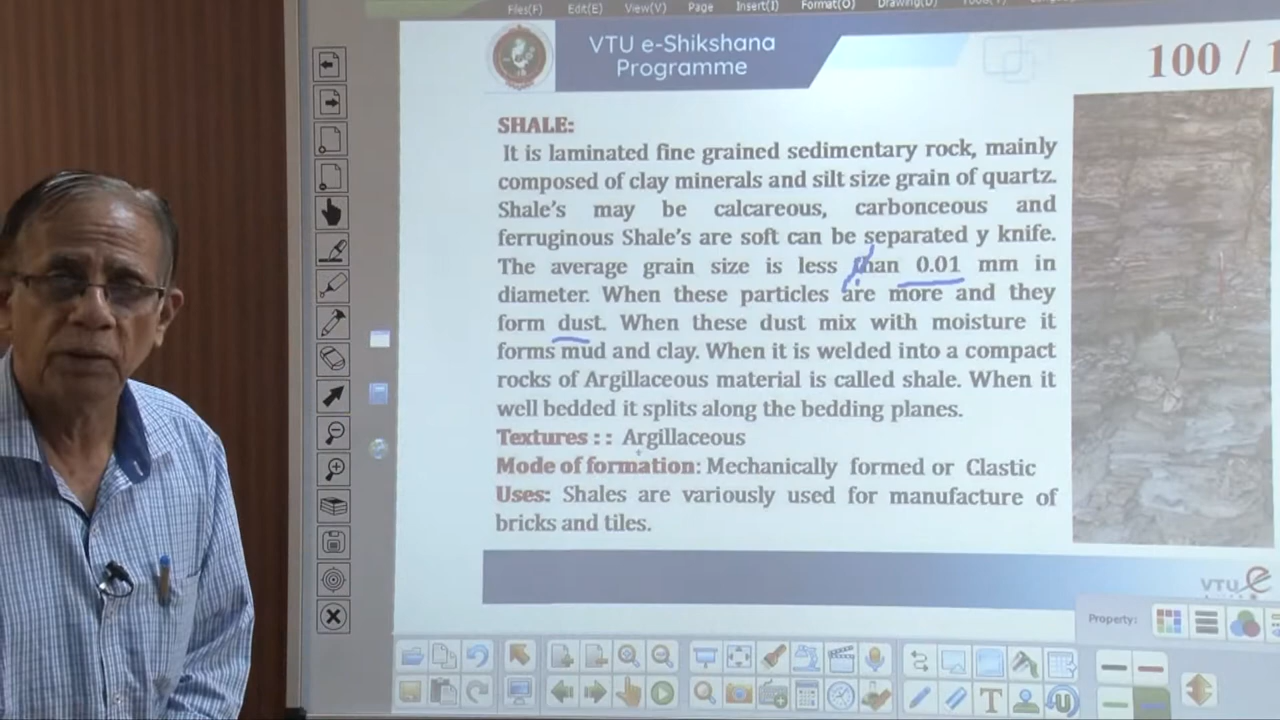 Files(F) Edit(E) View(V) Page Insert(I) Format(O) Drawing(D)
VTU e-Shikshana
Programme
100 / 1
SHALE:
It is laminated fine grained sedimentary rock, mainly
composed of clay minerals and silt size grain of quartz.
Shale's may be calcareous, carbonceous and
ferruginous Shale's are soft can be separated y knife.
The average grain size is less than 0.01 mm in
diameter. When these particles are more and they
form dust. When these dust mix with moisture it
forms mud and clay. When it is welded into a compact
rocks of Argillaceous material is called shale. When it
well bedded it splits along the bedding planes.
Textures : : Argillaceous
Mode of formation: Mechanically formed or Clastic
Uses: Shales are variously used for manufacture of
bricks and tiles.
VTU e
Property:
T